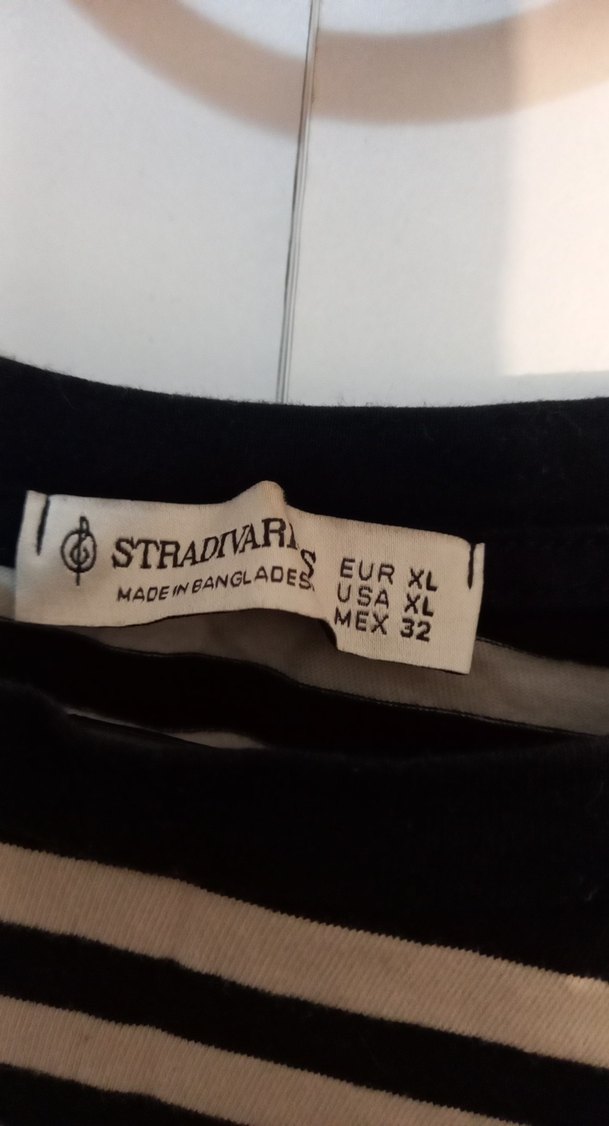 STRADIVARIS
MADE IN BANGLADES
EUR XL
USA XL
MEX 32